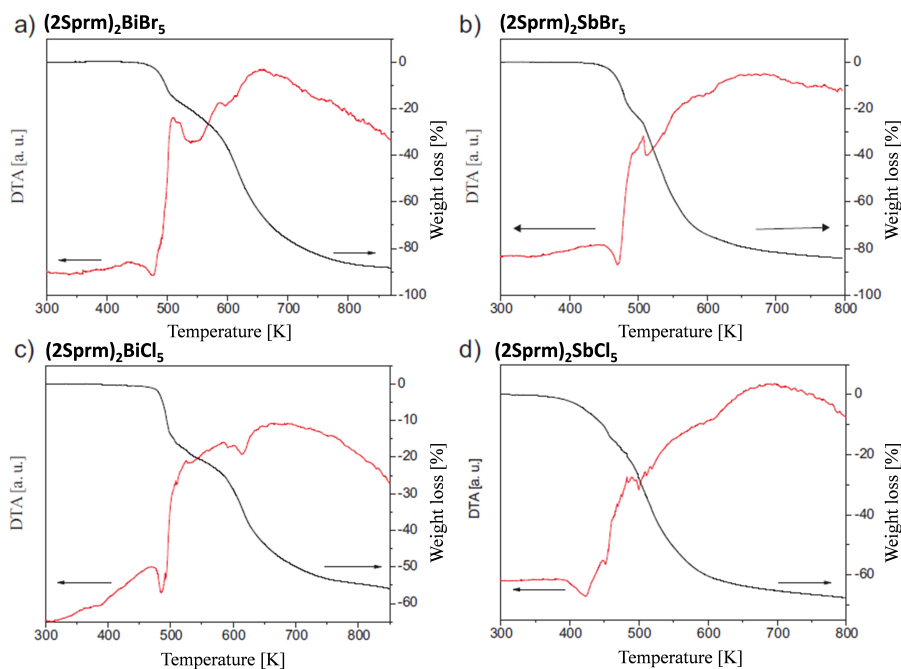 a) (2Sprm)2BiBr5
DTA [a. u.]
0
-20
-40
-60
-80
-100
Weight loss [%]
300 400 500 600 700 800
Temperature [K]
b) (2Sprm)2SbBr5
DTA [a. u.]
0
-20
-40
-60
-80
-100
Weight loss [%]
300 400 500 600 700 800
Temperature [K]
c) (2Sprm)2BiCl5
DTA [a. u.]
0
-10
-20
-30
-40
-50
-60
Weight loss [%]
300 400 500 600 700 800
Temperature [K]
d) (2Sprm)2SbCl5
DTA [a. u.]
0
-20
-40
-60
Weight loss [%]
300 400 500 600 700 800
Temperature [K]